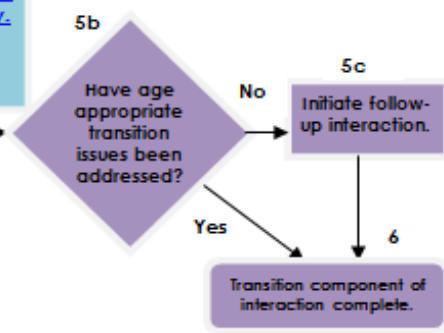 y.
5b
Have age
appropriate
transition
issues been
addressed?
No
5c
Initiate follow-
up interaction.
Yes
6
Transition component of
interaction complete.